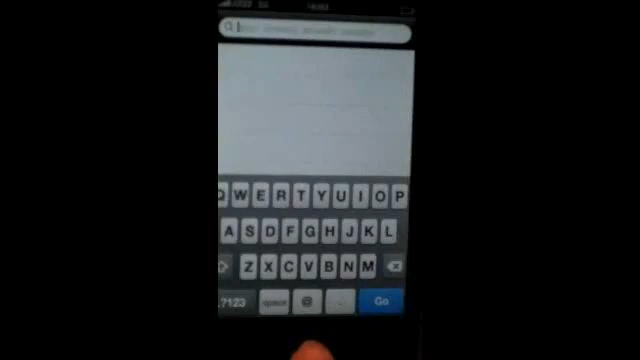 QWERTYUIOP
ASDFGHJKL
ZXCVBNM
.?123 space @ . Go